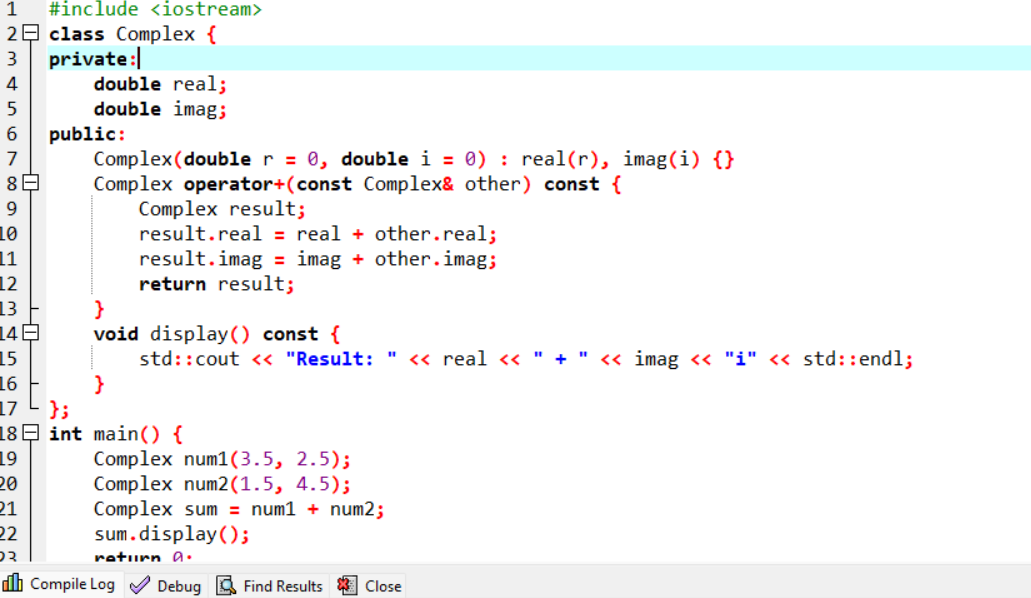 1 #include <iostream>
2 class Complex {
3 private:
4     double real;
5     double imag;
6 public:
7     Complex(double r = 0, double i = 0) : real(r), imag(i) {}
8     Complex operator+(const Complex& other) const {
9         Complex result;
10         result.real = real + other.real;
11         result.imag = imag + other.imag;
12         return result;
13     }
14     void display() const {
15         std::cout << "Result: " << real << " + " << imag << "i" << std::endl;
16     }
17 };
18 int main() {
19     Complex num1(3.5, 2.5);
20     Complex num2(1.5, 4.5);
21     Complex sum = num1 + num2;
22     sum.display();
23     return 0;
Compile Log Debug Find Results Close